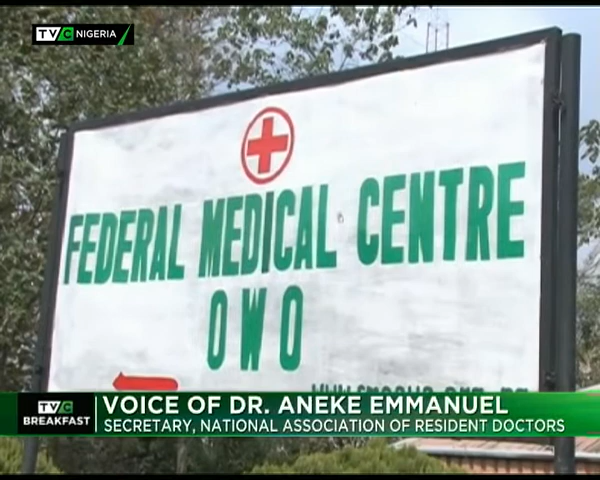 TVC NIGERIA
FEDERAL MEDICAL CENTRE
OWO
TVC
BREAKFAST
VOICE OF DR. ANEKE EMMANUEL
SECRETARY, NATIONAL ASSOCIATION OF RESIDENT DOCTORS